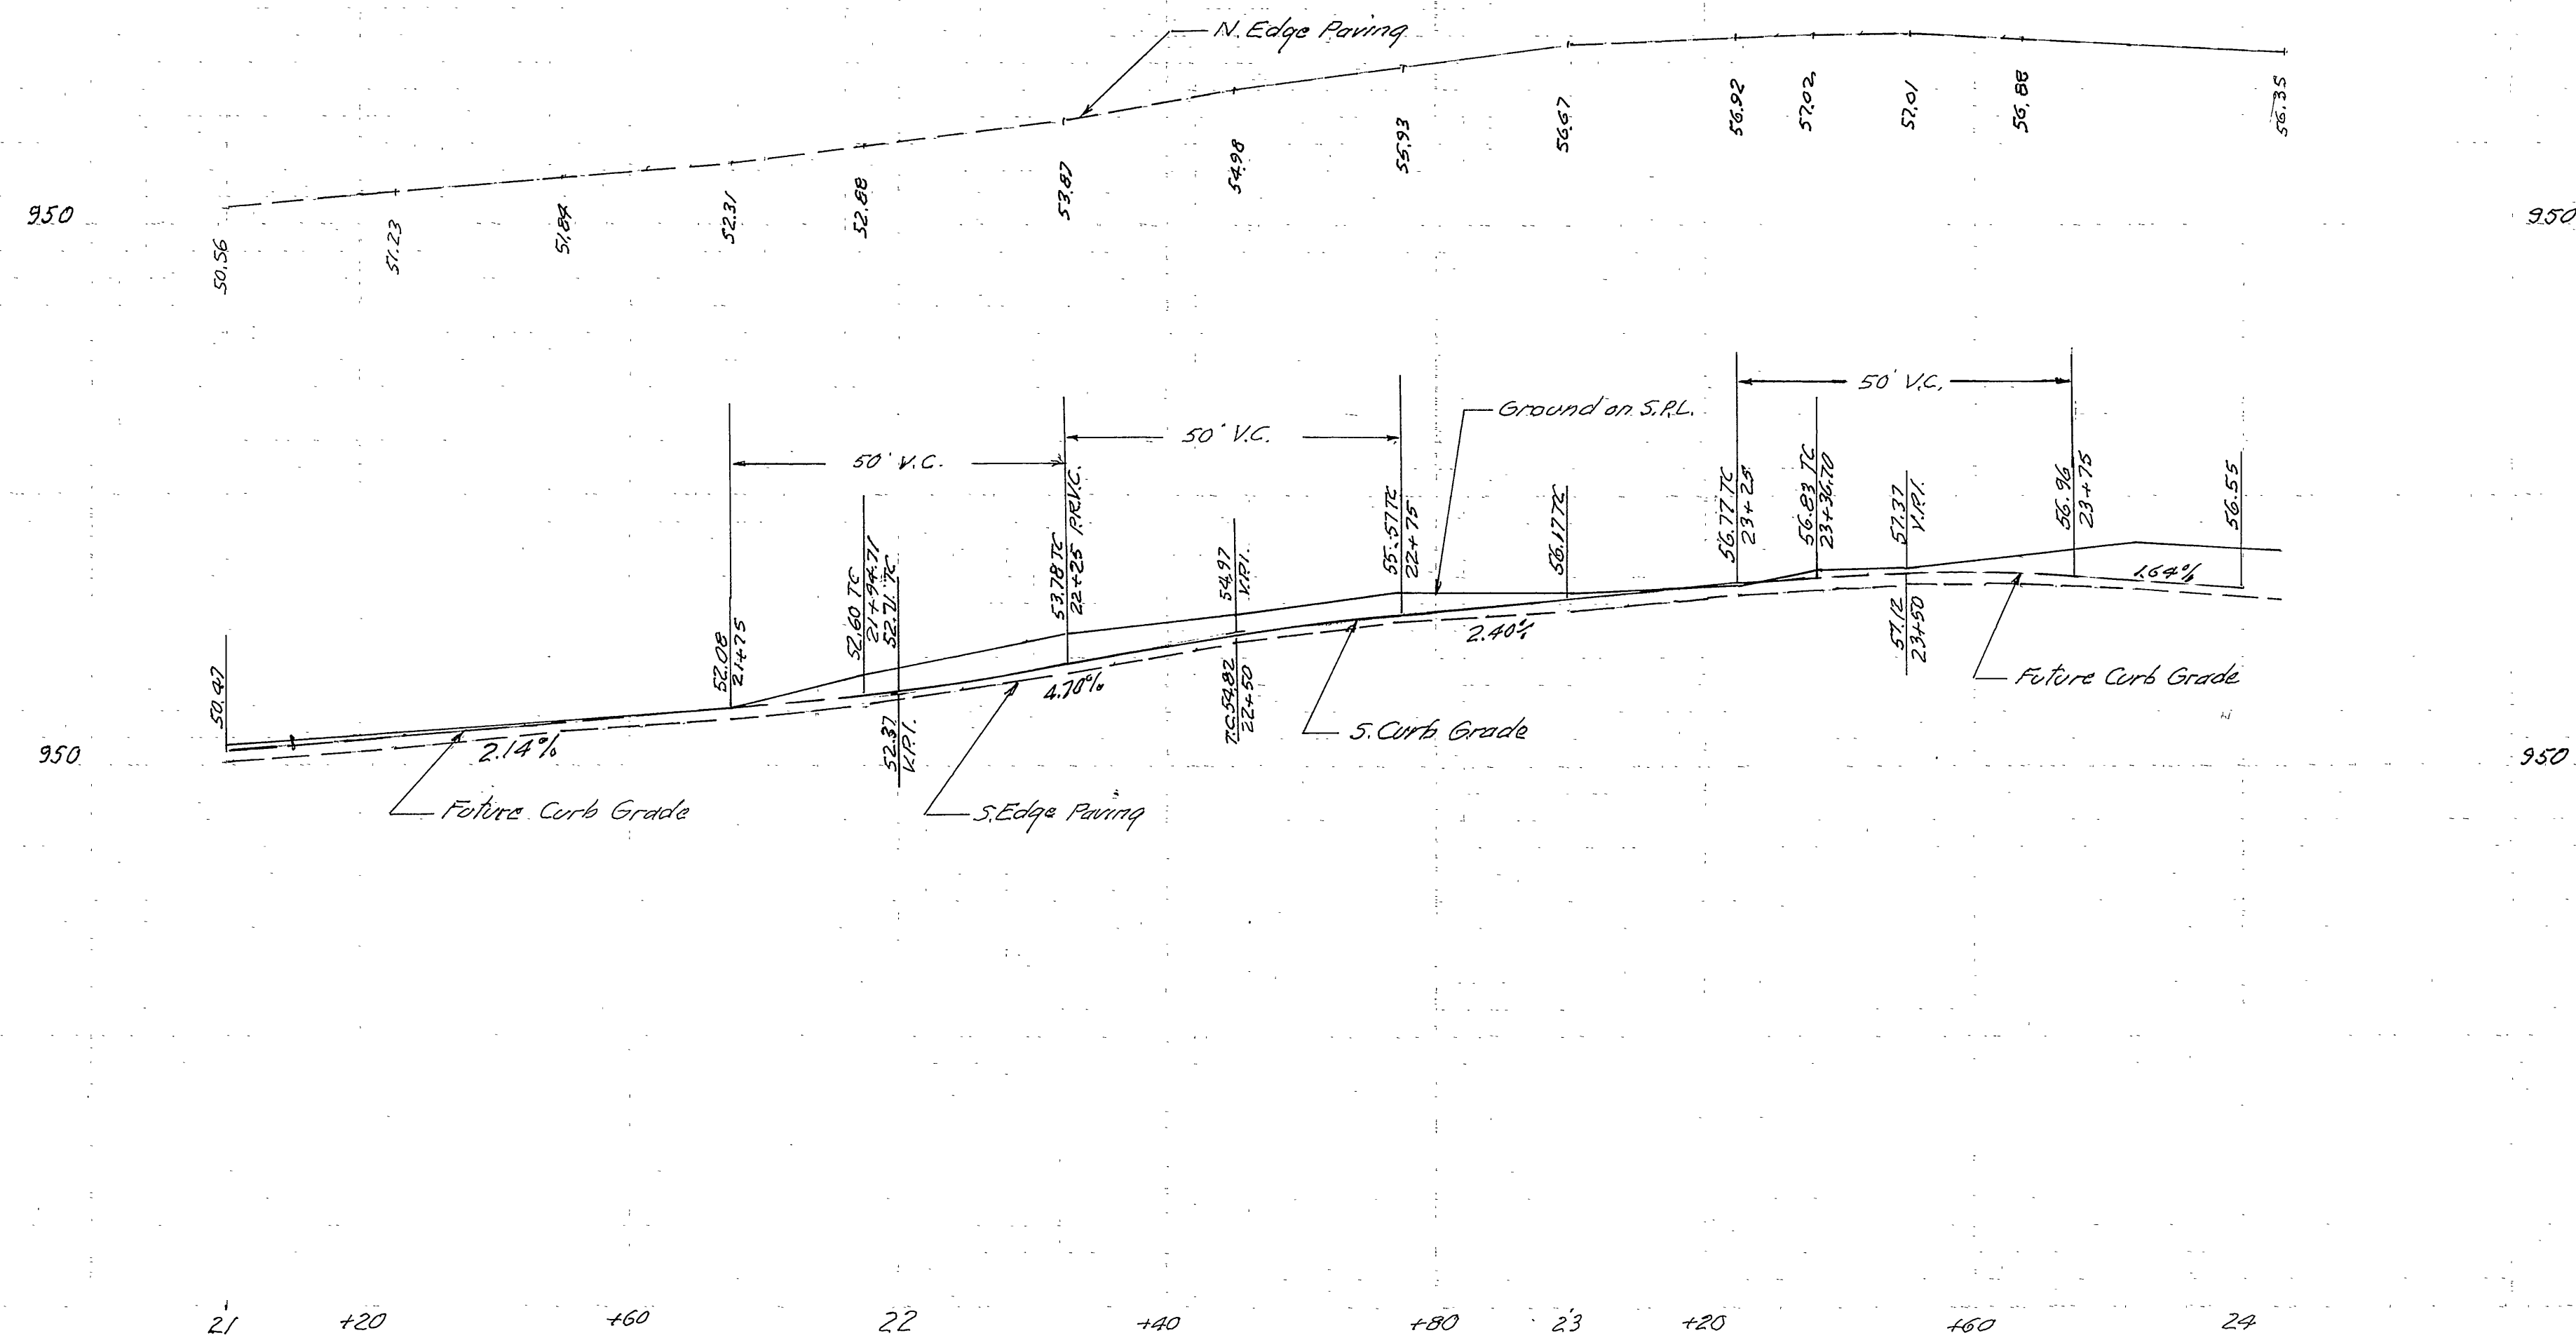 N. Edge Paving
950
950
50.56
51.23
51.84
52.31
52.88
53.87
54.98
55.93
56.67
56.92
57.02
57.01
56.88
56.35
50' V.C.
50' V.C.
50' V.C.
Ground on S.P.L.
50.47
52.08
21+75
52.60 TC
21+94.71
52.71 TC
52.37
V.P.I.
53.78 TC
22+25 P.R.V.C.
54.97
V.P.I.
T.C. 54.82
22+50
55.57 TC
22+75
56.17 TC
56.77 TC
23+25
56.83 TC
23+36.70
57.37
V.P.I.
57.12
23+50
56.96
23+75
56.55
2.14%
4.70%
2.40%
1.64%
950
950
Future Curb Grade
S. Edge Paving
S. Curb Grade
Future Curb Grade
21
+20
+60
22
+40
+80
23
+20
+60
24